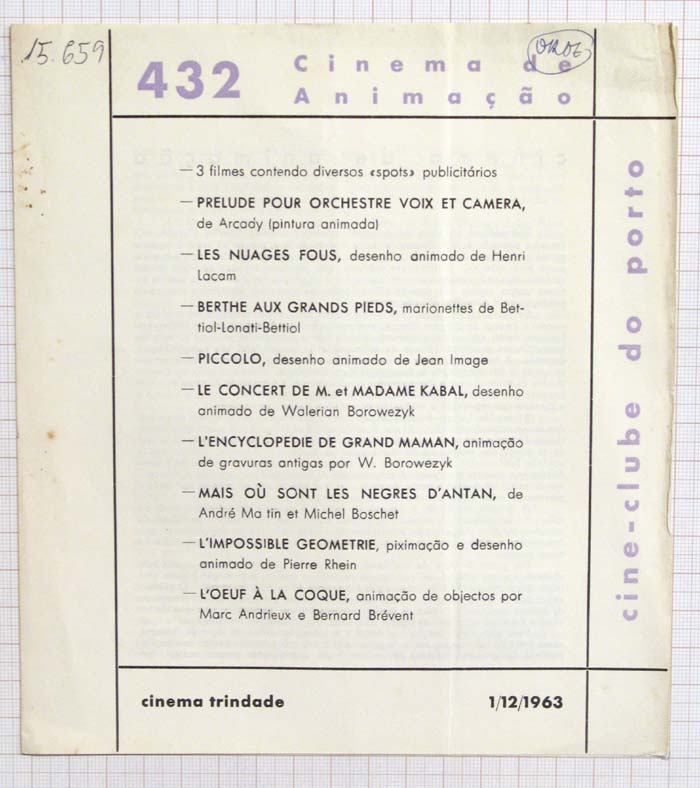 15.659
432
Cinema de
Animação
— 3 filmes contendo diversos «spots» publicitários
— PRELUDE POUR ORCHESTRE VOIX ET CAMERA,
de Arcady (pintura animada)
— LES NUAGES FOUS, desenho animado de Henri
Lacam
— BERTHE AUX GRANDS PIEDS, marionettes de Bet-
tiol-Lonati-Bettiol
— PICCOLO, desenho animado de Jean Image
— LE CONCERT DE M. et MADAME KABAL, desenho
animado de Walerian Borowezyk
— L'ENCYCLOPEDIE DE GRAND MAMAN, animação
de gravuras antigas por W. Borowezyk
— MAIS OÙ SONT LES NEGRES D'ANTAN, de
André Ma tin et Michel Boschet
— L'IMPOSSIBLE GEOMETRIE, piximação e desenho
animado de Pierre Rhein
— L'OEUF À LA COQUE, animação de objectos por
Marc Andrieux e Bernard Brévent
cinema trindade 1/12/1963
cine-clube do porto